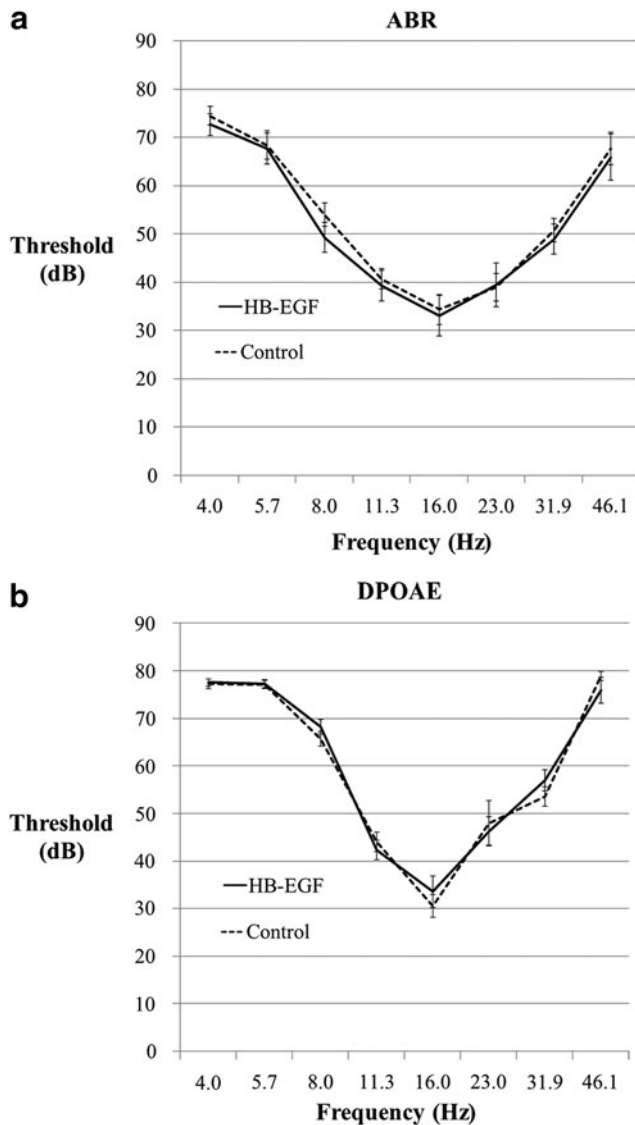 a
ABR
90
80
70
60
50
40
30
20
10
0
Threshold
(dB)
HB-EGF
Control
4.0 5.7 8.0 11.3 16.0 23.0 31.9 46.1
Frequency (Hz)
b
DPOAE
90
80
70
60
50
40
30
20
10
0
Threshold
(dB)
HB-EGF
Control
4.0 5.7 8.0 11.3 16.0 23.0 31.9 46.1
Frequency (Hz)